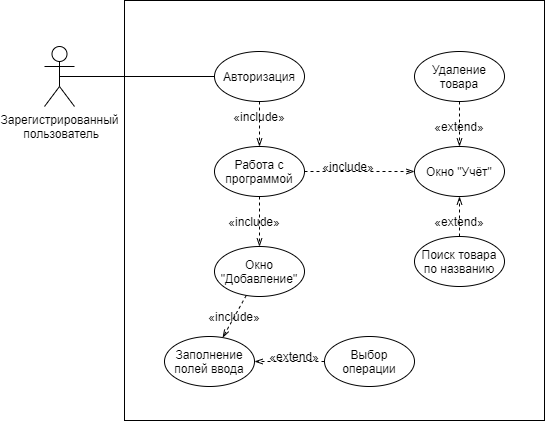 Зарегистрированный
пользователь
Авторизация
Удаление
товара
«include»
«extend»
Работа с
программой
«include»
Окно "Учёт"
«include»
«extend»
Окно
"Добавление"
Поиск товара
по названию
«include»
Заполнение
полей ввода
«extend»
Выбор
операции